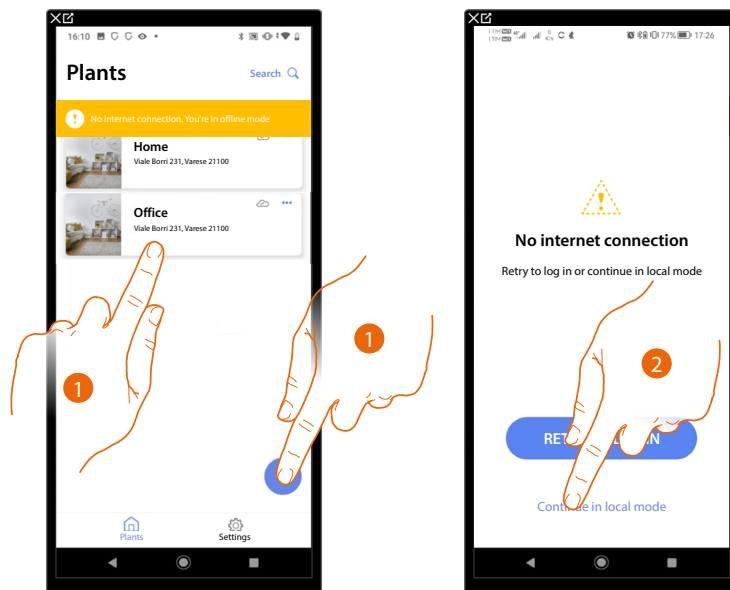 16:10
Plants
Search
No internet connection. You're in offline mode
Home
Viale Borri 231, Varese 21100
Office
Viale Borri 231, Varese 21100
1
1
Plants
Settings
77% 17:26
No internet connection
Retry to log in or continue in local mode
2
Continue in local mode